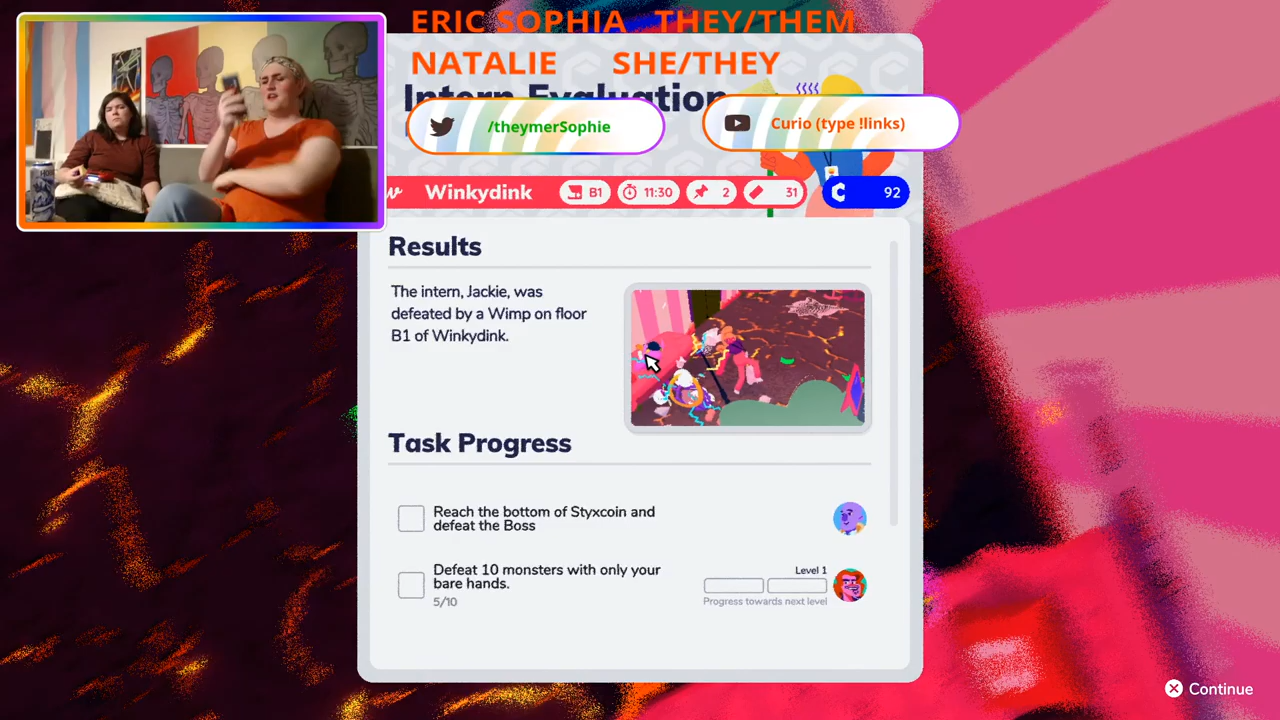 ERIC SOPHIA THEY/THEM
NATALIE SHE/THEY
Intern Evaluation
/theymerSophie
Curio (type !links)
Winkydink B1 11:30 2 31 92
Results
The intern, Jackie, was
defeated by a Wimp on floor
B1 of Winkydink.
Task Progress
Reach the bottom of Styxcoin and
defeat the Boss
Defeat 10 monsters with only your
bare hands.
5/10
Level 1
Progress towards next level
Continue